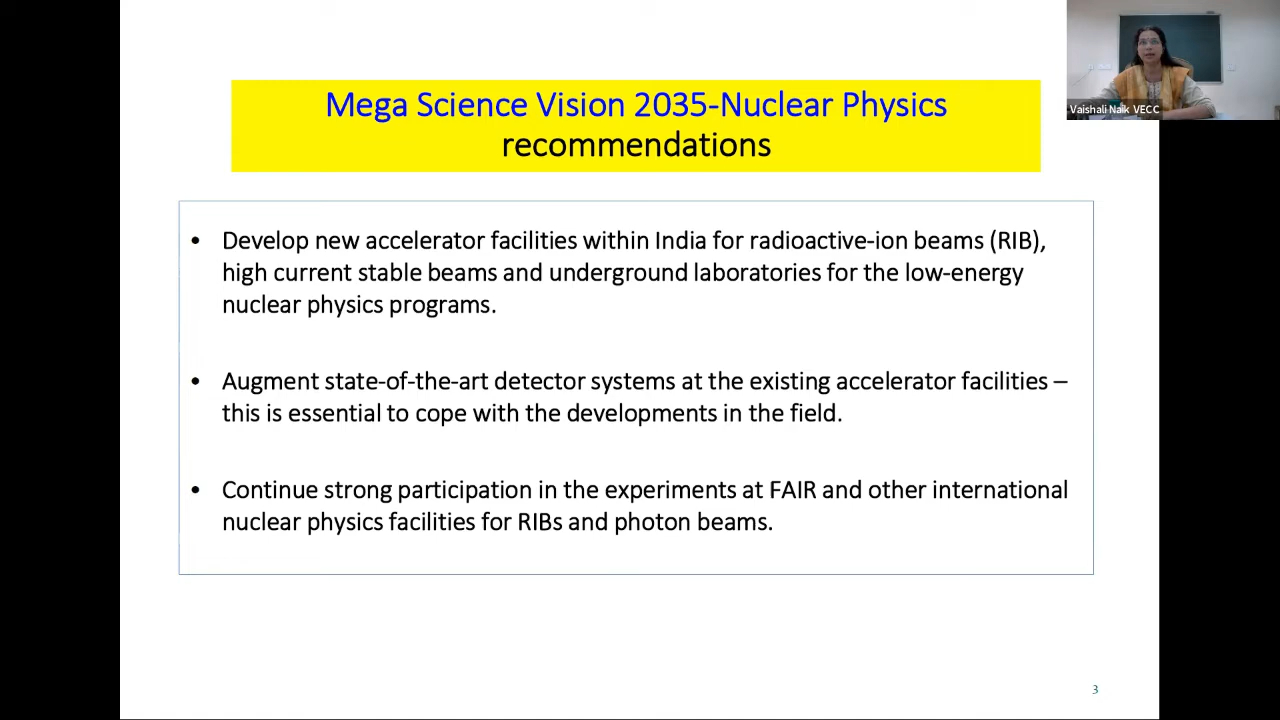 Vaishali Naik VECC
Mega Science Vision 2035-Nuclear Physics
recommendations
• Develop new accelerator facilities within India for radioactive-ion beams (RIB),
high current stable beams and underground laboratories for the low-energy
nuclear physics programs.
• Augment state-of-the-art detector systems at the existing accelerator facilities –
this is essential to cope with the developments in the field.
• Continue strong participation in the experiments at FAIR and other international
nuclear physics facilities for RIBs and photon beams.
3